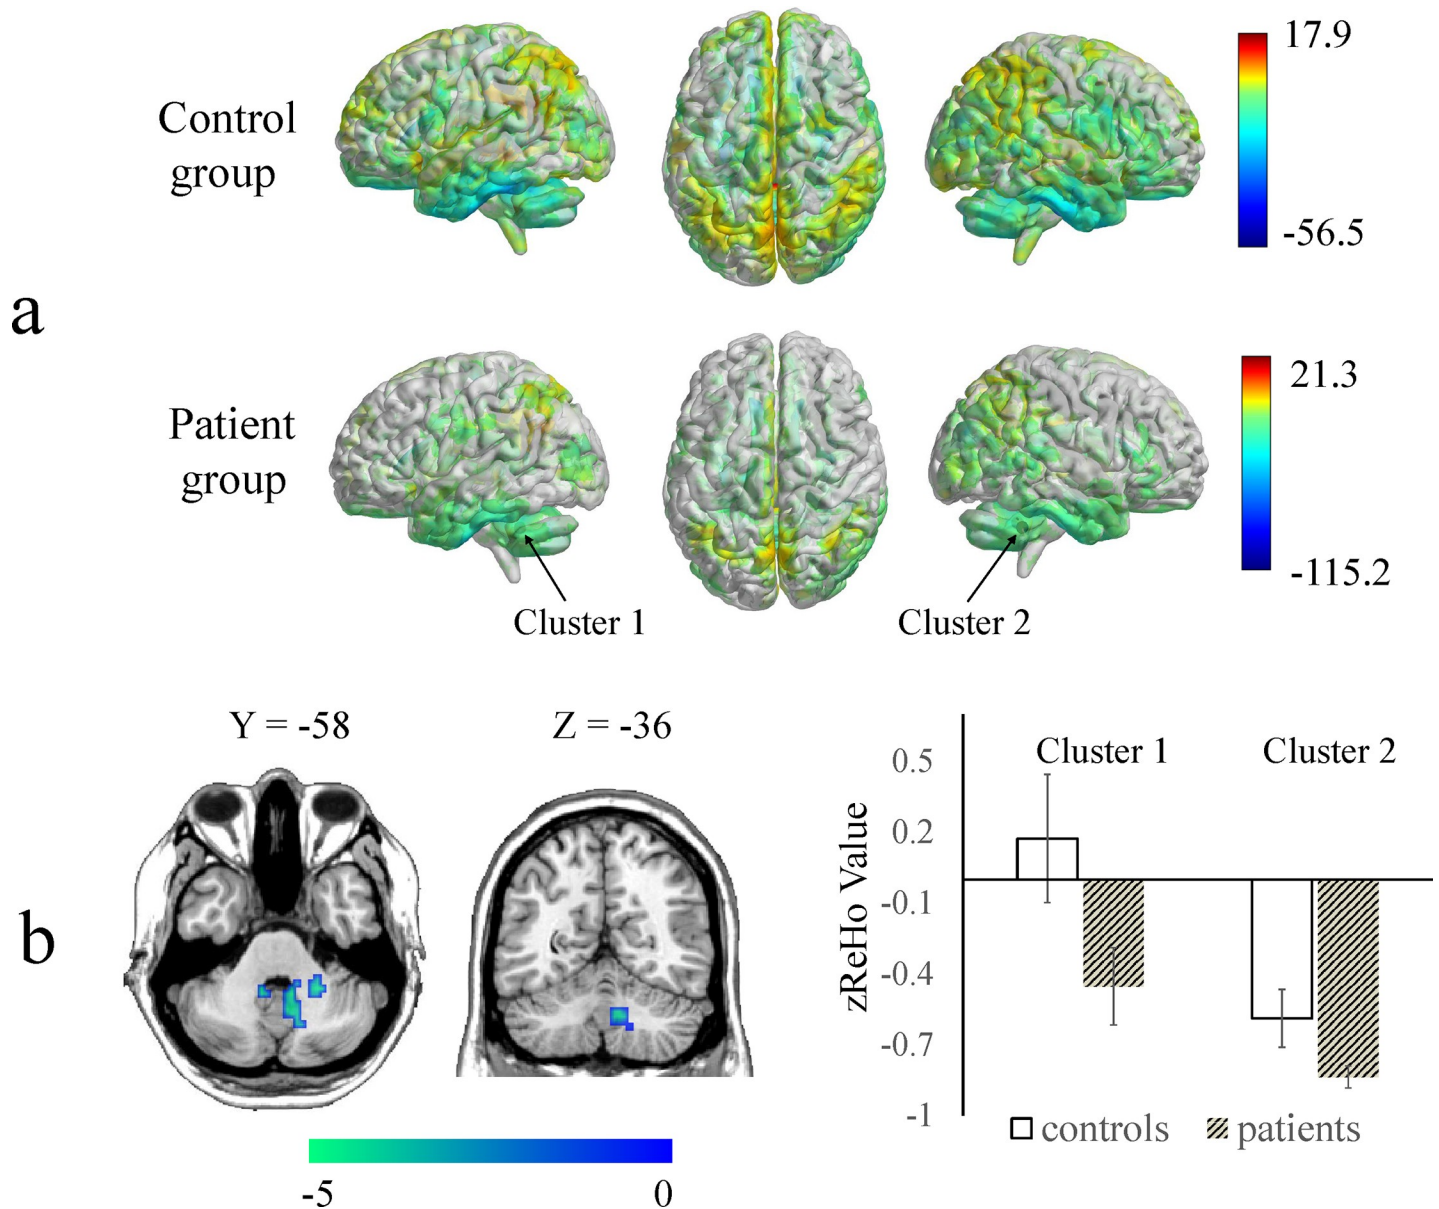 a
Control
group
17.9
-56.5
Patient
group
21.3
-115.2
Cluster 1
Cluster 2
b
Y = -58
Z = -36
-5
0
zReHo Value
0.5
0.2
-0.1
-0.4
-0.7
-1
Cluster 1
Cluster 2
controls
patients